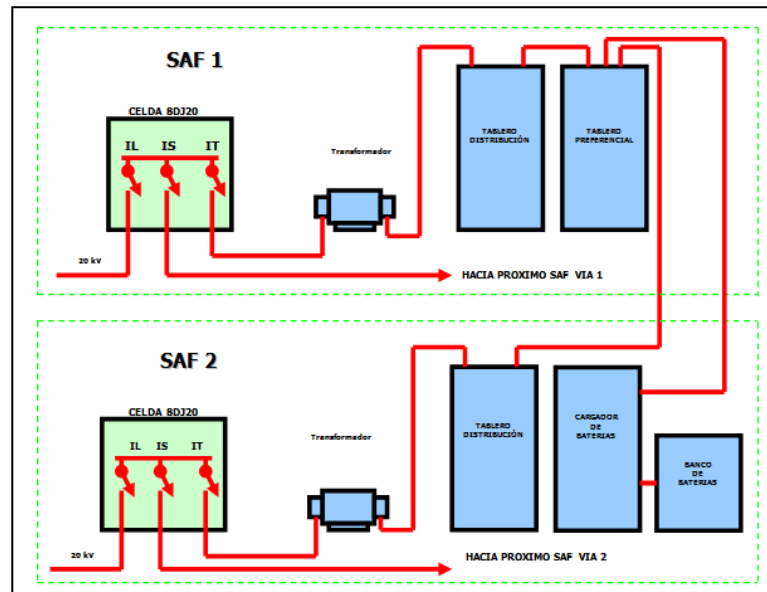 SAF 1
CELDA 8DJ20
IL IS IT
Transformador
TABLERO
DISTRIBUCIÓN
TABLERO
PREFERENCIAL
20 kV
HACIA PROXIMO SAF VIA 1
SAF 2
CELDA 8DJ20
IL IS IT
Transformador
TABLERO
DISTRIBUCIÓN
CARGADOR
DE
BATERIAS
BANCO
DE
BATERIAS
20 kV
HACIA PROXIMO SAF VIA 2